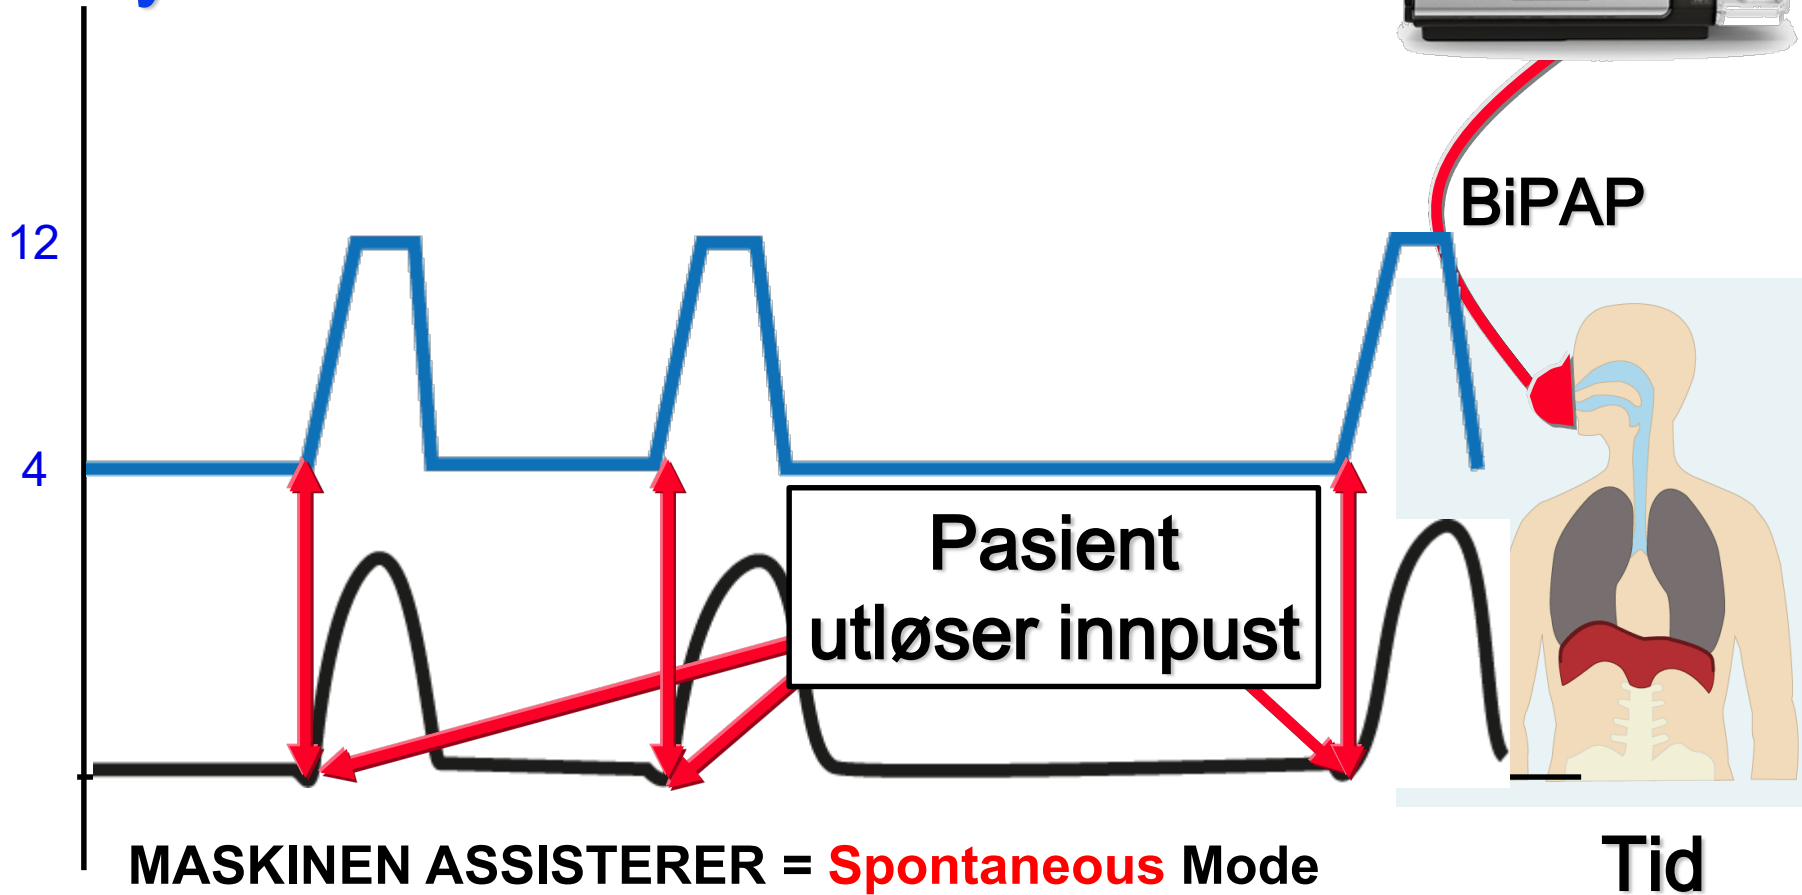 BiPAP
12
4
Pasient
utløser innpust
MASKINEN ASSISTERER = Spontaneous Mode
Tid